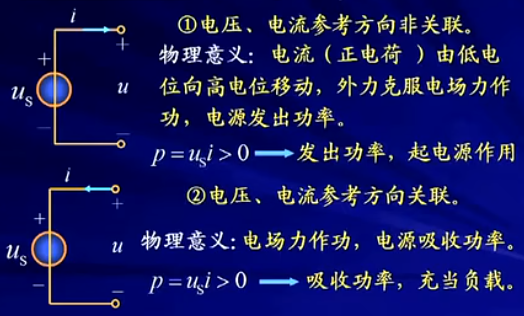 i
①电压、电流参考方向非关联。
+
+
物理意义：电流（正电荷 ）由低电
uS
u
位向高电位移动，外力克服电场力作
功，电源发出功率。
_
_
p = uSi > 0 发出功率，起电源作用
i
②电压、电流参考方向关联。
+
+
uS
u
物理意义: 电场力作功，电源吸收功率。
_
_
p = uSi > 0 吸收功率，充当负载。